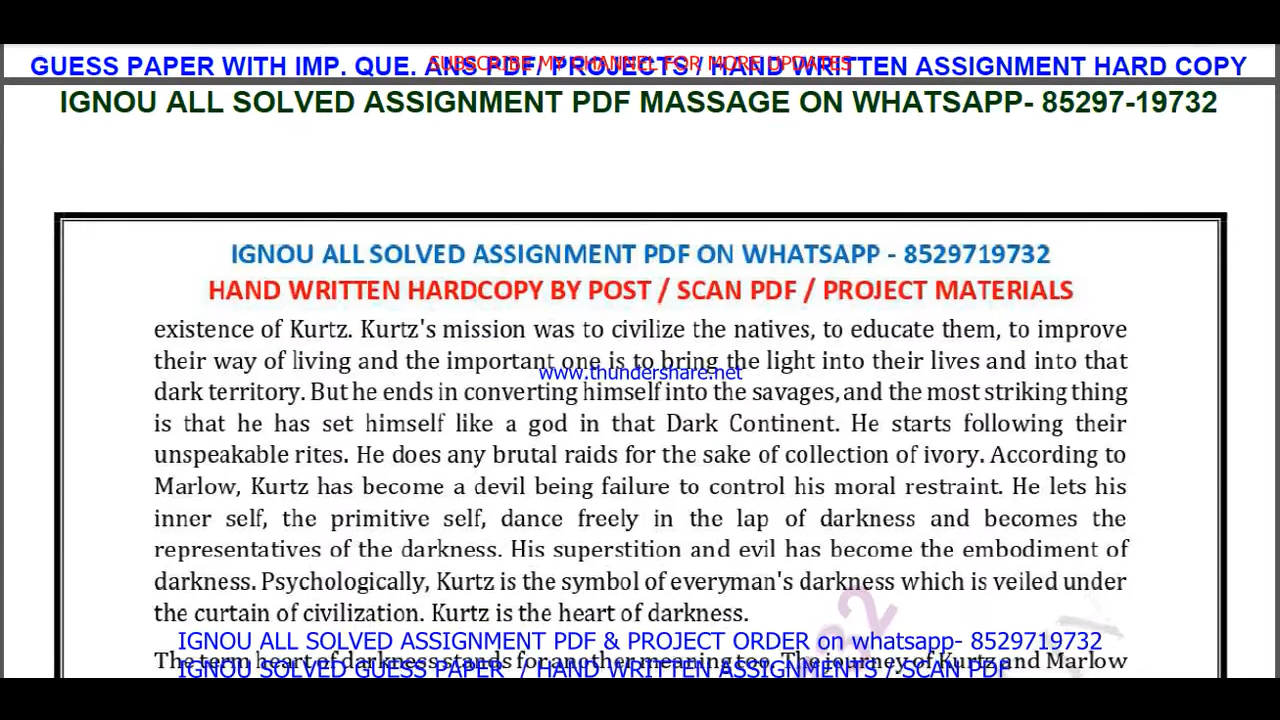 SUBSCRIBE MY CHANNEL FOR MORE UPDATES
GUESS PAPER WITH IMP. QUE. ANS PDF/ PROJECTS / HAND WRITTEN ASSIGNMENT HARD COPY
IGNOU ALL SOLVED ASSIGNMENT PDF MASSAGE ON WHATSAPP- 85297-19732
IGNOU ALL SOLVED ASSIGNMENT PDF ON WHATSAPP - 8529719732
HAND WRITTEN HARDCOPY BY POST / SCAN PDF / PROJECT MATERIALS
existence of Kurtz. Kurtz's mission was to civilize the natives, to educate them, to improve
their way of living and the important one is to bring the light into their lives and into that
www.thundershare.net
dark territory. But he ends in converting himself into the savages, and the most striking thing
is that he has set himself like a god in that Dark Continent. He starts following their
unspeakable rites. He does any brutal raids for the sake of collection of ivory. According to
Marlow, Kurtz has become a devil being failure to control his moral restraint. He lets his
inner self, the primitive self, dance freely in the lap of darkness and becomes the
representatives of the darkness. His superstition and evil has become the embodiment of
darkness. Psychologically, Kurtz is the symbol of everyman's darkness which is veiled under
the curtain of civilization. Kurtz is the heart of darkness.
IGNOU ALL SOLVED ASSIGNMENT PDF & PROJECT ORDER on whatsapp- 8529719732
The term heart of darkness stands for another meaning too. The journey of Kurtz and Marlow
IGNOU SOLVED GUESS PAPER / HAND WRITTEN ASSIGNMENTS / SCAN PDF